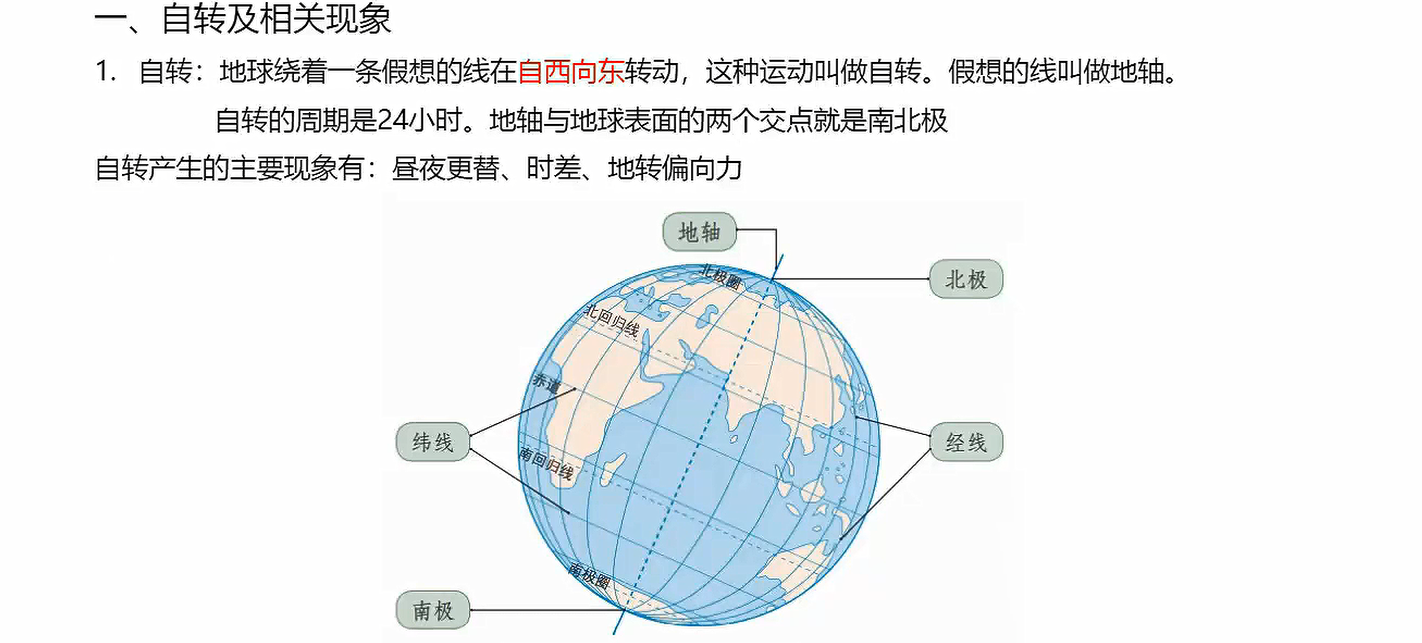 一、自转及相关现象
1. 自转：地球绕着一条假想的线在自西向东转动，这种运动叫做自转。假想的线叫做地轴。
自转的周期是24小时。地轴与地球表面的两个交点就是南北极
自转产生的主要现象有：昼夜更替、时差、地转偏向力
地轴
北极圈
北极
北回归线
赤道
纬线
经线
南回归线
南极圈
南极